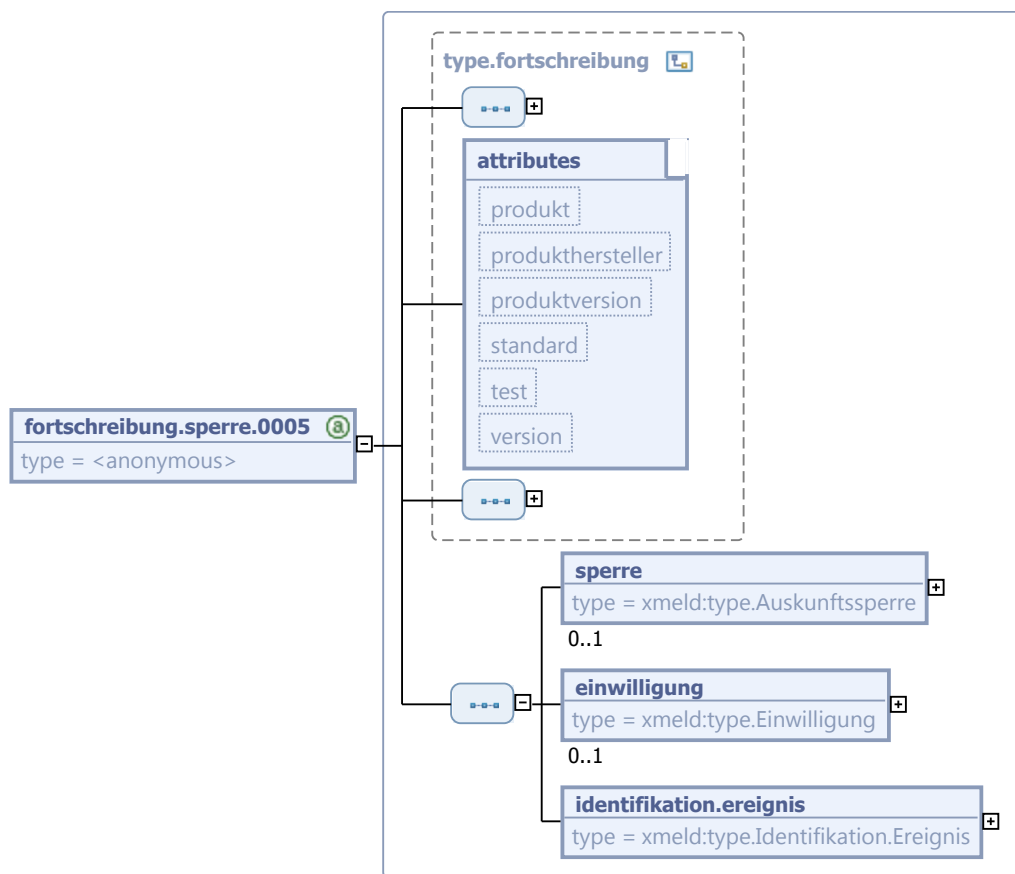 type.fortschreibung
attributes
produkt
produkthersteller
produktversion
standard
test
version
fortschreibung.sperre.0005 a
type = <anonymous>
sperre
type = xmeld:type.Auskunftssperre
0..1
einwilligung
type = xmeld:type.Einwilligung
0..1
identifikation.ereignis
type = xmeld:type.Identifikation.Ereignis